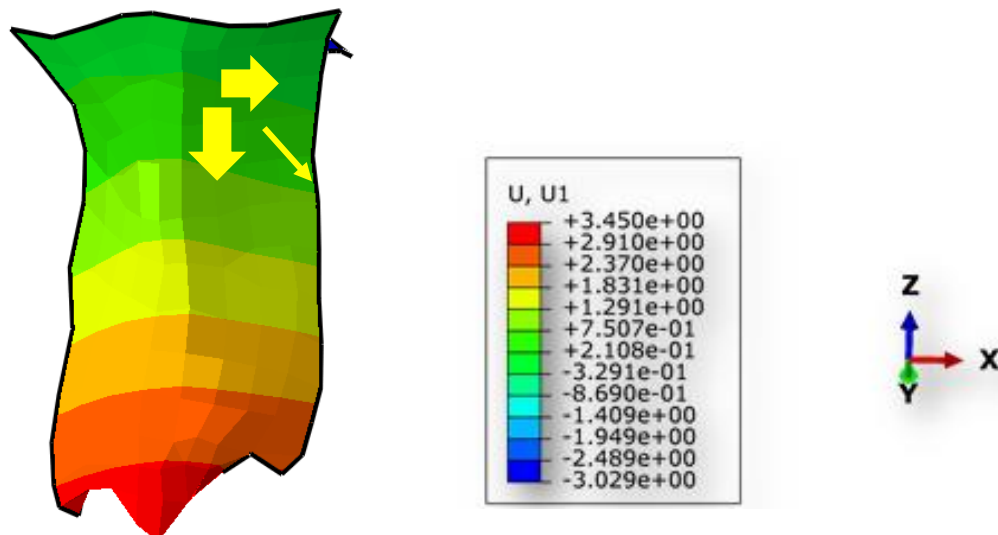 U, U1
+3.450e+00
+2.910e+00
+2.370e+00
+1.831e+00
+1.291e+00
+7.507e-01
+2.108e-01
-3.291e-01
-8.690e-01
-1.409e+00
-1.949e+00
-2.489e+00
-3.029e+00
Z
X
Y